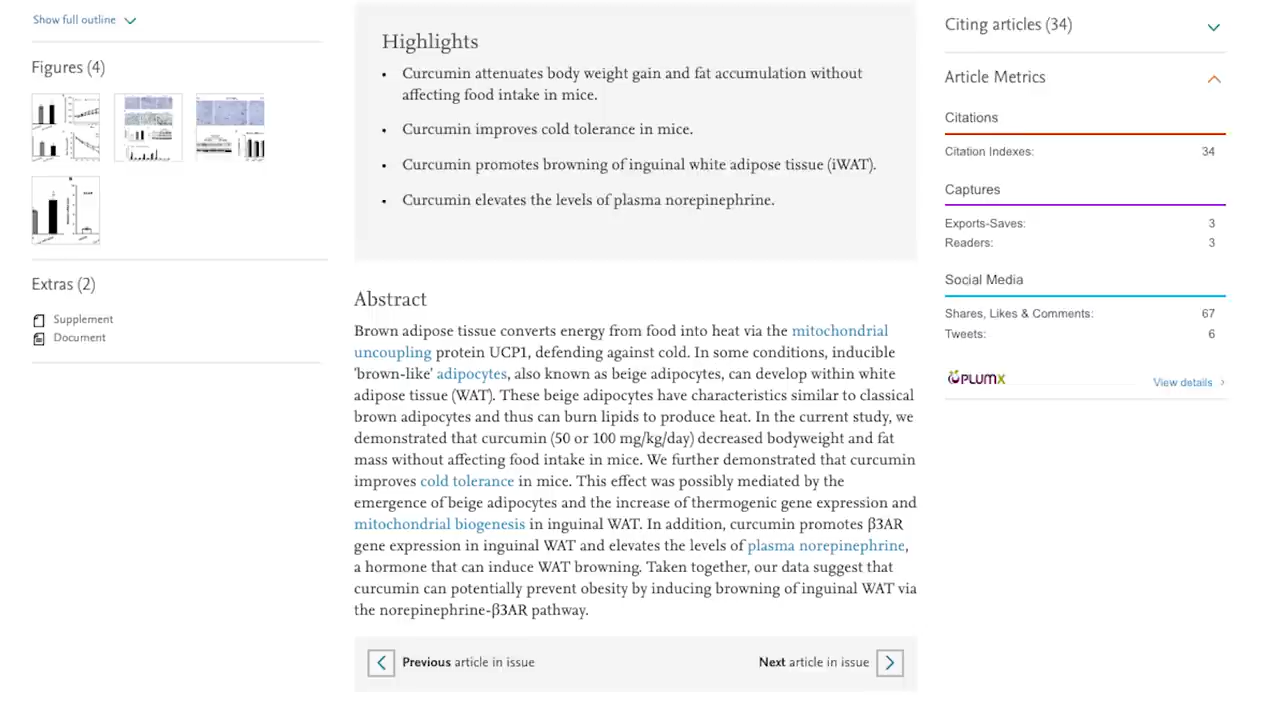 Show full outline
Figures (4)
Extras (2)
Supplement
Document
Highlights
• Curcumin attenuates body weight gain and fat accumulation without
affecting food intake in mice.
• Curcumin improves cold tolerance in mice.
• Curcumin promotes browning of inguinal white adipose tissue (iWAT).
• Curcumin elevates the levels of plasma norepinephrine.
Abstract
Brown adipose tissue converts energy from food into heat via the mitochondrial
uncoupling protein UCP1, defending against cold. In some conditions, inducible
'brown-like' adipocytes, also known as beige adipocytes, can develop within white
adipose tissue (WAT). These beige adipocytes have characteristics similar to classical
brown adipocytes and thus can burn lipids to produce heat. In the current study, we
demonstrated that curcumin (50 or 100 mg/kg/day) decreased bodyweight and fat
mass without affecting food intake in mice. We further demonstrated that curcumin
improves cold tolerance in mice. This effect was possibly mediated by the
emergence of beige adipocytes and the increase of thermogenic gene expression and
mitochondrial biogenesis in inguinal WAT. In addition, curcumin promotes β3AR
gene expression in inguinal WAT and elevates the levels of plasma norepinephrine,
a hormone that can induce WAT browning. Taken together, our data suggest that
curcumin can potentially prevent obesity by inducing browning of inguinal WAT via
the norepinephrine-β3AR pathway.
Previous article in issue
Next article in issue
Citing articles (34)
Article Metrics
Citations
Citation Indexes: 34
Captures
Exports-Saves: 3
Readers: 3
Social Media
Shares, Likes & Comments: 67
Tweets: 6
PLUMX
View details